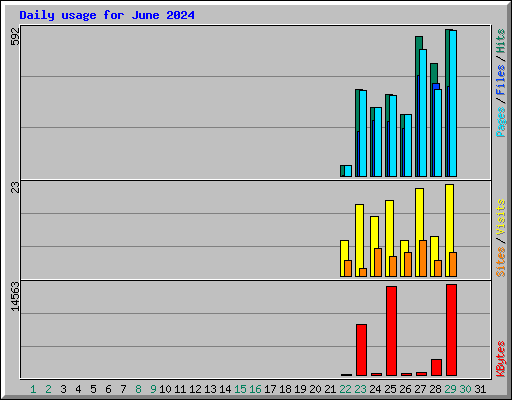 Daily usage for June 2024
592
Pages / Files / Hits
23
Sites / Visits
14563
KBytes
1 2 3 4 5 6 7 8 9 10 11 12 13 14 15 16 17 18 19 20 21 22 23 24 25 26 27 28 29 30 31